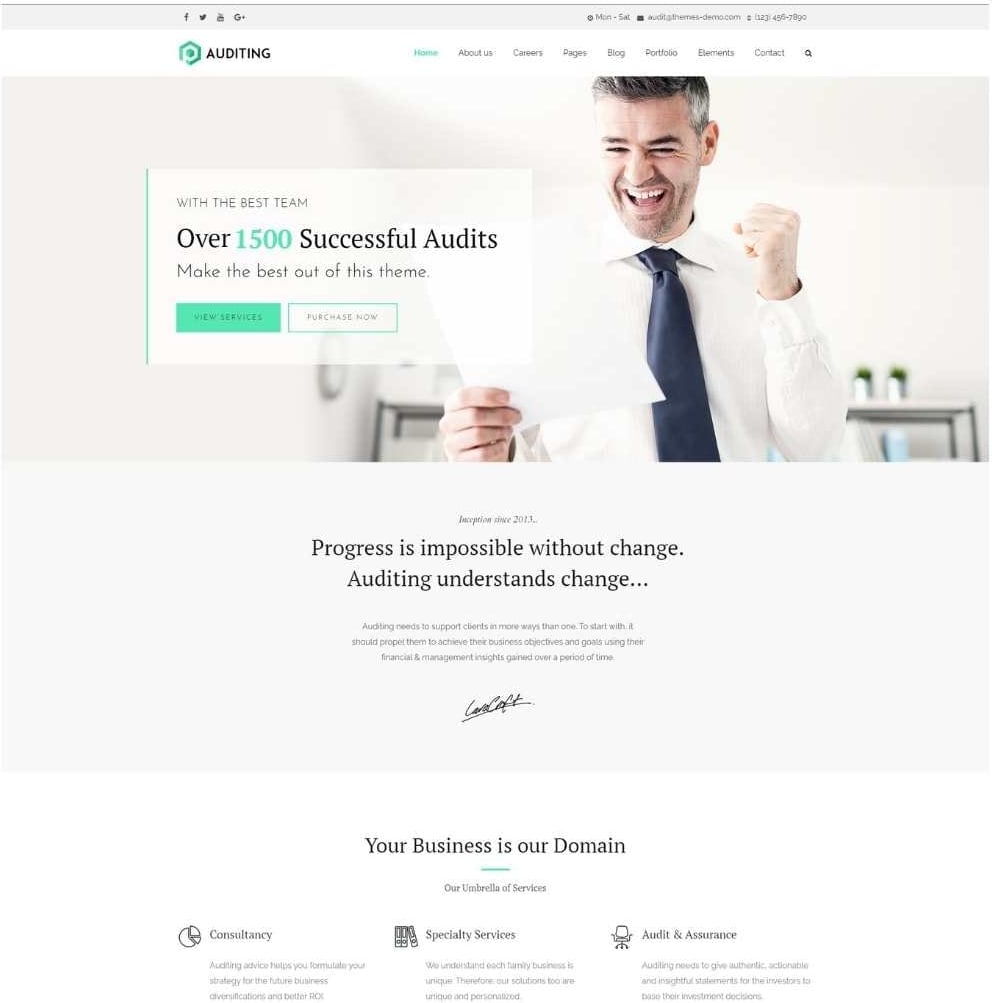 Mon - Sat audit@themes-demo.com (123) 456-7890
AUDITING
Home About us Careers Pages Blog Portfolio Elements Contact
WITH THE BEST TEAM
Over 1500 Successful Audits
Make the best out of this theme.
VIEW SERVICES PURCHASE NOW
Inception since 2013..
Progress is impossible without change.
Auditing understands change...
Auditing needs to support clients in more ways than one. To start with, it
should propel them to achieve their business objectives and goals using their
financial & management insights gained over a period of time.
LaraCroft
Your Business is our Domain
Our Umbrella of Services
Consultancy
Auditing advice helps you formulate your
strategy for the future business
diversifications and better ROI.
Specialty Services
We understand each family business is
unique. Therefore, our solutions too are
unique and personalized.
Audit & Assurance
Auditing needs to give authentic, actionable
and insightful statements for the investors to
base their investment decisions.